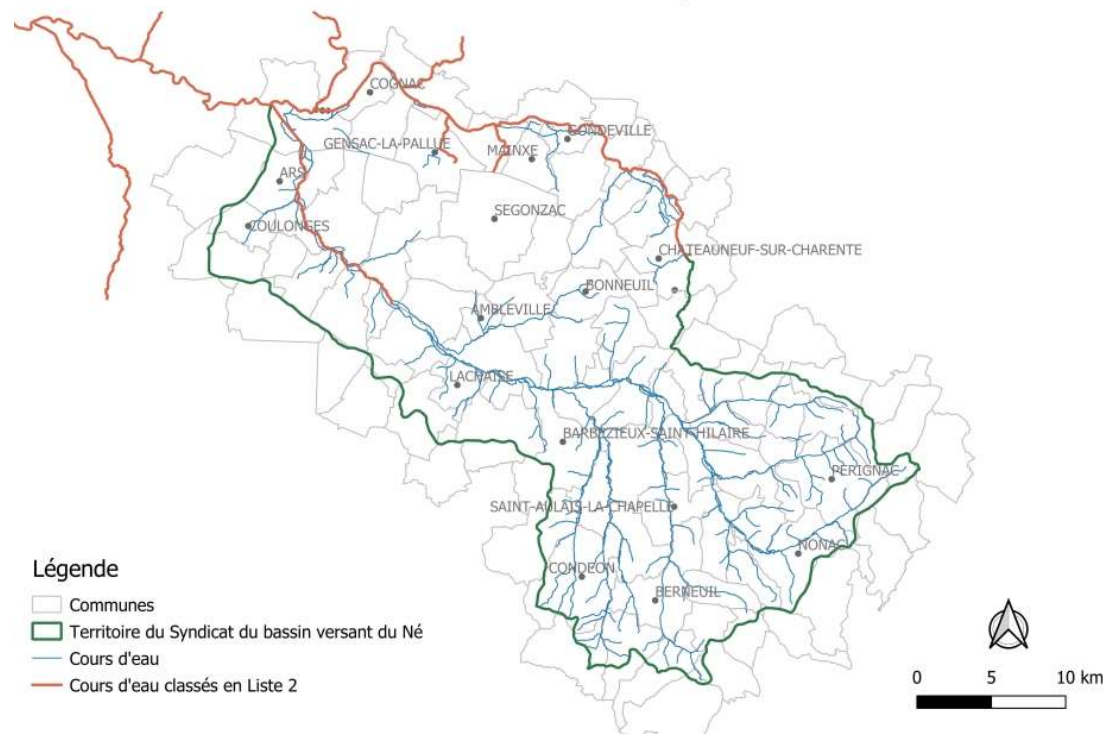 COGNAC
GONDEVILLE
GENSAC-LA-PALLUE
MAINXE
ARS
SEGONZAC
COULONGES
CHATEAUNEUF-SUR-CHARENTE
BONNEUIL
AMBLEVILLE
LACHAISE
BARBEZIEUX-SAINT-HILAIRE
PERIGNAC
SAINT-AULAIS-LA-CHAPELLE
NONAC
CONDEON
BERNEUIL
Légende
Communes
Territoire du Syndicat du bassin versant du Né
Cours d'eau
Cours d'eau classés en Liste 2
0 5 10 km